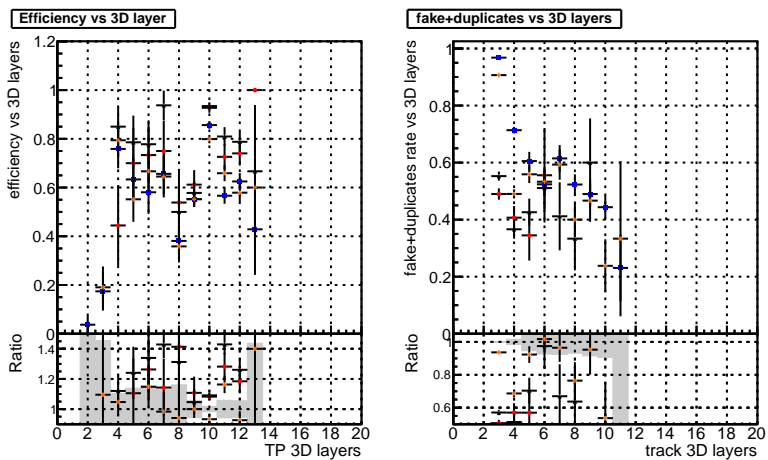 Efficiency vs 3D layer
fake+duplicates vs 3D layers
efficiency vs 3D layers
1.2
1
0.8
0.6
0.4
0.2
0
Ratio
1.4
1.2
1
0 2 4 6 8 10 12 14 16 18 20
TP 3D layers
fake+duplicates rate vs 3D layers
1
0.8
0.6
0.4
0.2
0
Ratio
1
0.8
0.6
0 2 4 6 8 10 12 14 16 18 20
track 3D layers